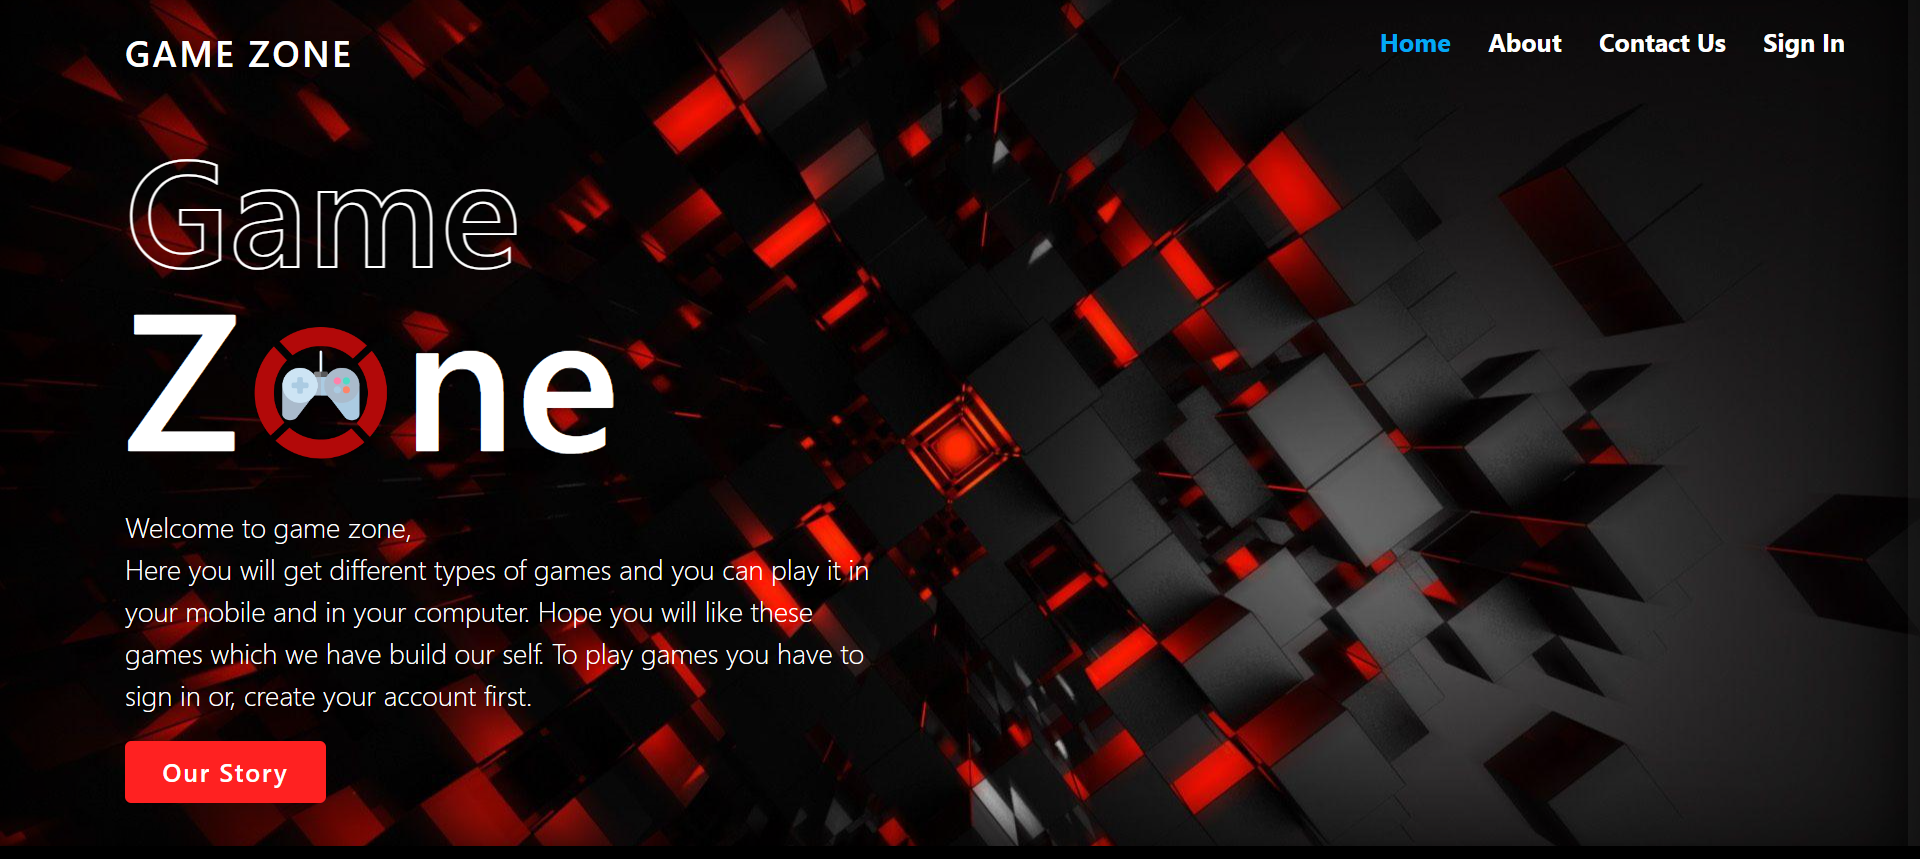 GAME ZONE
Home About Contact Us Sign In
Game
Zne
Welcome to game zone,
Here you will get different types of games and you can play it in
your mobile and in your computer. Hope you will like these
games which we have build our self. To play games you have to
sign in or, create your account first.
Our Story